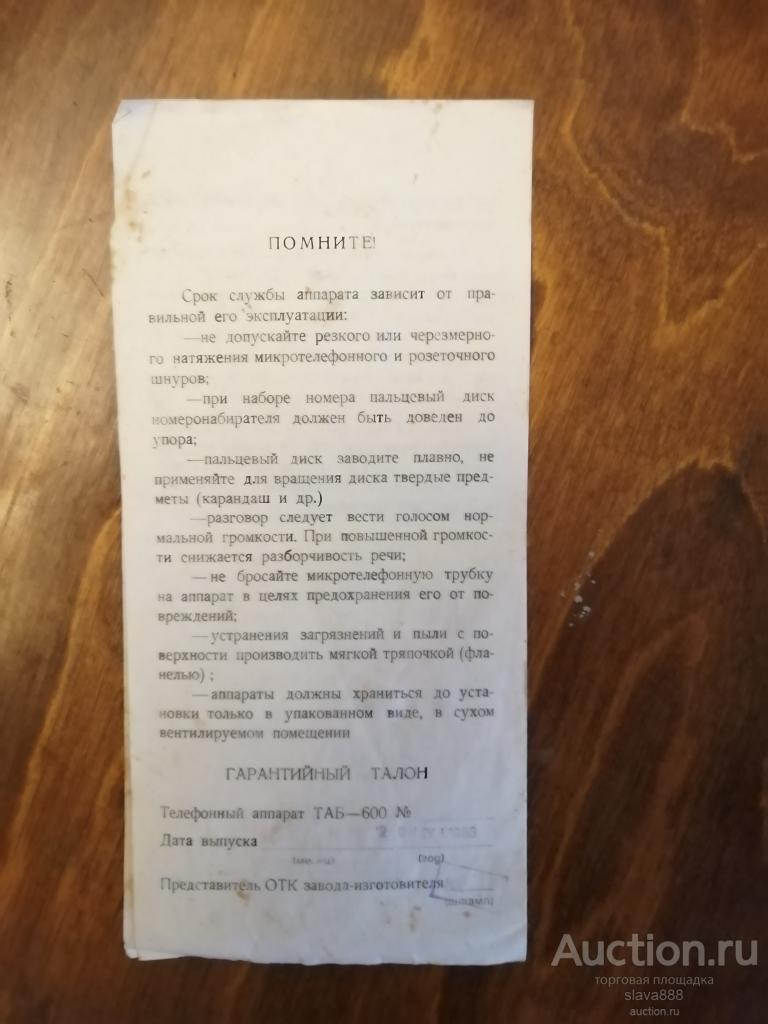 ПОМНИТЕ!
Срок службы аппарата зависит от пра-
вильной его эксплуатации:
—не допускайте резкого или черезмерно-
го натяжения микротелефонного и розеточного
шнуров;
—при наборе номера пальцевый диск
номеронабирателя должен быть доведен до
упора;
—пальцевый диск заводите плавно, не
применяйте для вращения диска твердые пред-
меты (карандаш и др.)
—разговор следует вести голосом нор-
мальной громкости. При повышенной громкос-
ти снижается разборчивость речи;
—не бросайте микротелефонную трубку
на аппарат в целях предохранения его от по-
вреждений;
—устранения загрязнений и пыли с по-
верхности производить мягкой тряпочкой (фла-
нелью) ;
—аппараты должны храниться до уста-
новки только в упакованном виде, в сухом
вентилируемом помещении
ГАРАНТИЙНЫЙ ТАЛОН
Телефонный аппарат ТАБ—600 №
Дата выпуска
(месяц) (год)
Представитель ОТК завода-изготовителя
(штамп)
Auction.ru
торговая площадка
slava888
auction.ru